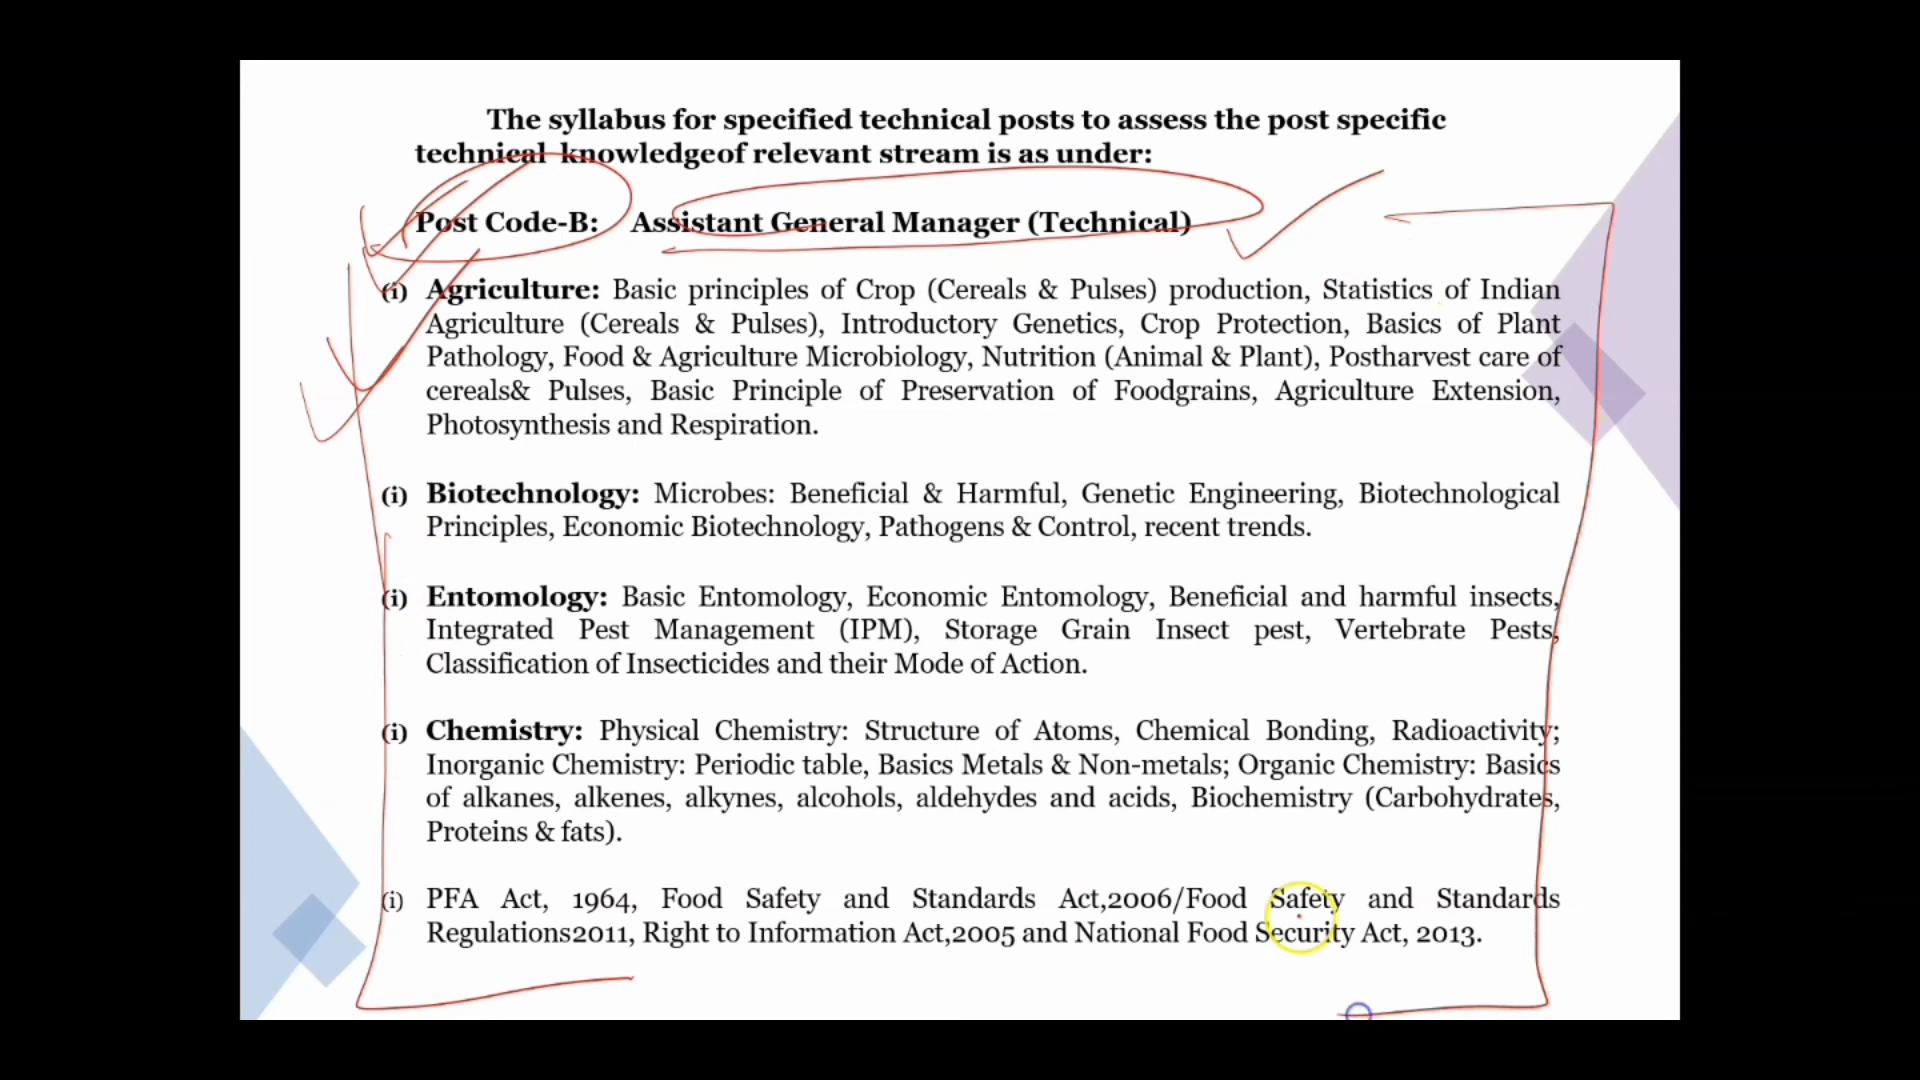 The syllabus for specified technical posts to assess the post specific
technical knowledgeof relevant stream is as under:
Post Code-B: Assistant General Manager (Technical)
(i) Agriculture: Basic principles of Crop (Cereals & Pulses) production, Statistics of Indian
Agriculture (Cereals & Pulses), Introductory Genetics, Crop Protection, Basics of Plant
Pathology, Food & Agriculture Microbiology, Nutrition (Animal & Plant), Postharvest care of
cereals& Pulses, Basic Principle of Preservation of Foodgrains, Agriculture Extension,
Photosynthesis and Respiration.
(i) Biotechnology: Microbes: Beneficial & Harmful, Genetic Engineering, Biotechnological
Principles, Economic Biotechnology, Pathogens & Control, recent trends.
(i) Entomology: Basic Entomology, Economic Entomology, Beneficial and harmful insects,
Integrated Pest Management (IPM), Storage Grain Insect pest, Vertebrate Pests,
Classification of Insecticides and their Mode of Action.
(i) Chemistry: Physical Chemistry: Structure of Atoms, Chemical Bonding, Radioactivity;
Inorganic Chemistry: Periodic table, Basics Metals & Non-metals; Organic Chemistry: Basics
of alkanes, alkenes, alkynes, alcohols, aldehydes and acids, Biochemistry (Carbohydrates,
Proteins & fats).
(i) PFA Act, 1964, Food Safety and Standards Act,2006/Food Safety and Standards
Regulations2011, Right to Information Act,2005 and National Food Security Act, 2013.